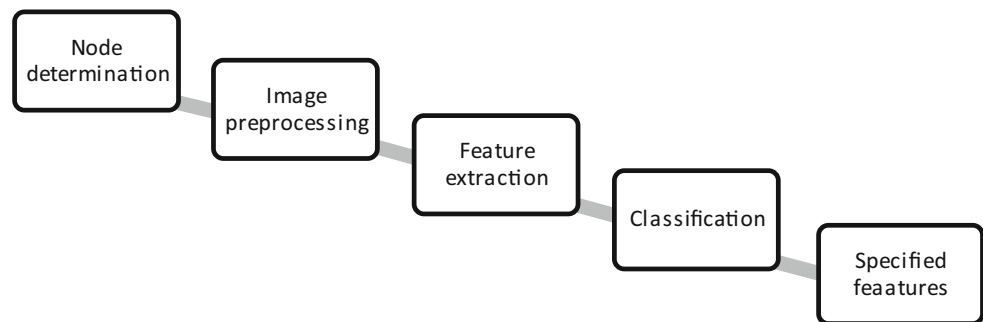 Node
determination
Image
preprocessing
Feature
extraction
Classification
Specified
feaatures